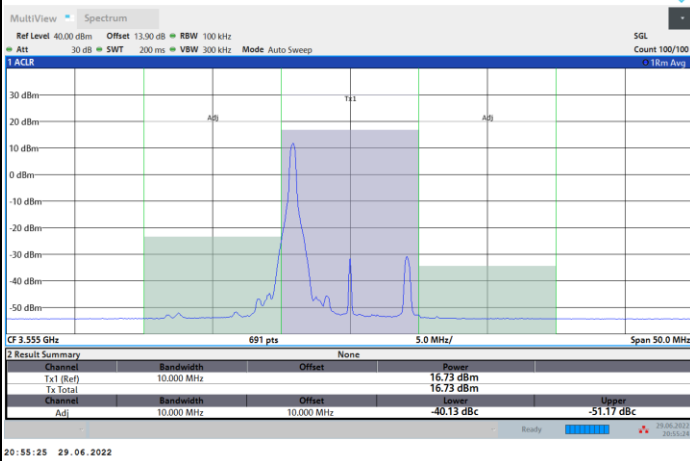 MultiView Spectrum
Ref Level 40.00 dBm Offset 13.90 dB RBW 100 kHz SGL
Att 30 dB SWT 200 ms VBW 300 kHz Mode Auto Sweep Count 100/100
1 ACLR 1Rm Avg
30 dBm
Tx1
20 dBm
Adj Adj
10 dBm
0 dBm
-10 dBm
-20 dBm
-30 dBm
-40 dBm
-50 dBm
CF 3.555 GHz 691 pts 5.0 MHz/ Span 50.0 MHz
2 Result Summary None
Channel Bandwidth Offset Power
Tx1 (Ref) 10.000 MHz 16.73 dBm
Tx Total 16.73 dBm
Channel Bandwidth Offset Lower Upper
Adj 10.000 MHz 10.000 MHz -40.13 dBc -51.17 dBc
Ready 29.06.2022
20:55:24
20:55:25 29.06.2022